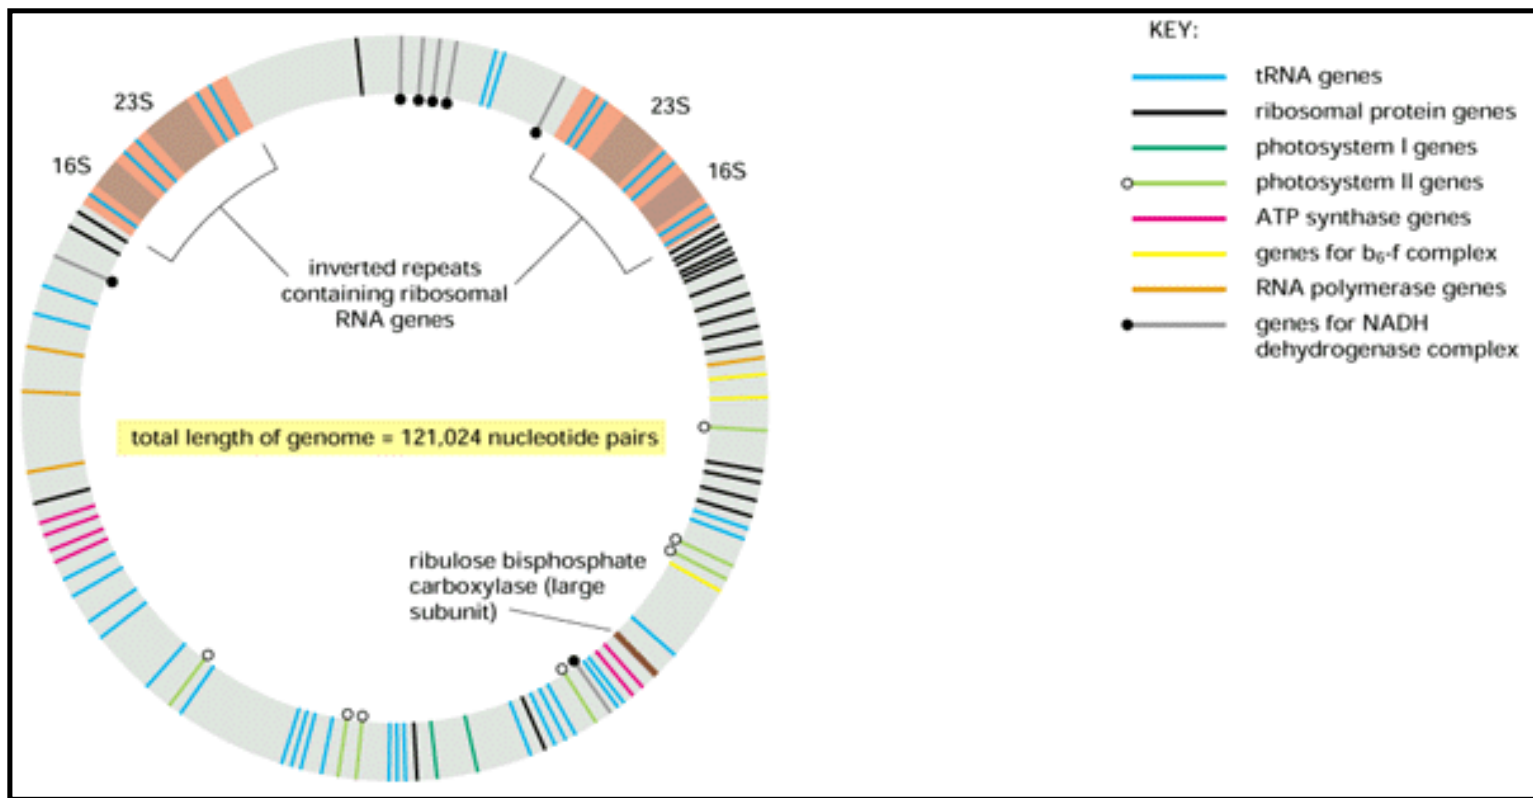 KEY:
tRNA genes
ribosomal protein genes
photosystem I genes
photosystem II genes
ATP synthase genes
genes for b₆-f complex
RNA polymerase genes
genes for NADH
dehydrogenase complex
23S
16S
23S
16S
inverted repeats
containing ribosomal
RNA genes
total length of genome = 121,024 nucleotide pairs
ribulose bisphosphate
carboxylase (large
subunit)